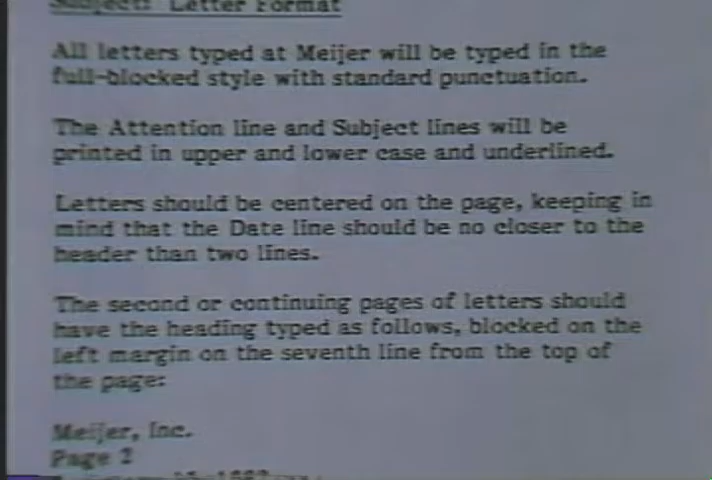 Subject: Letter Format
All letters typed at Meijer will be typed in the
full-blocked style with standard punctuation.
The Attention line and Subject lines will be
printed in upper and lower case and underlined.
Letters should be centered on the page, keeping in
mind that the Date line should be no closer to the
header than two lines.
The second or continuing pages of letters should
have the heading typed as follows, blocked on the
left margin on the seventh line from the top of
the page:
Meijer, Inc.
Page 2